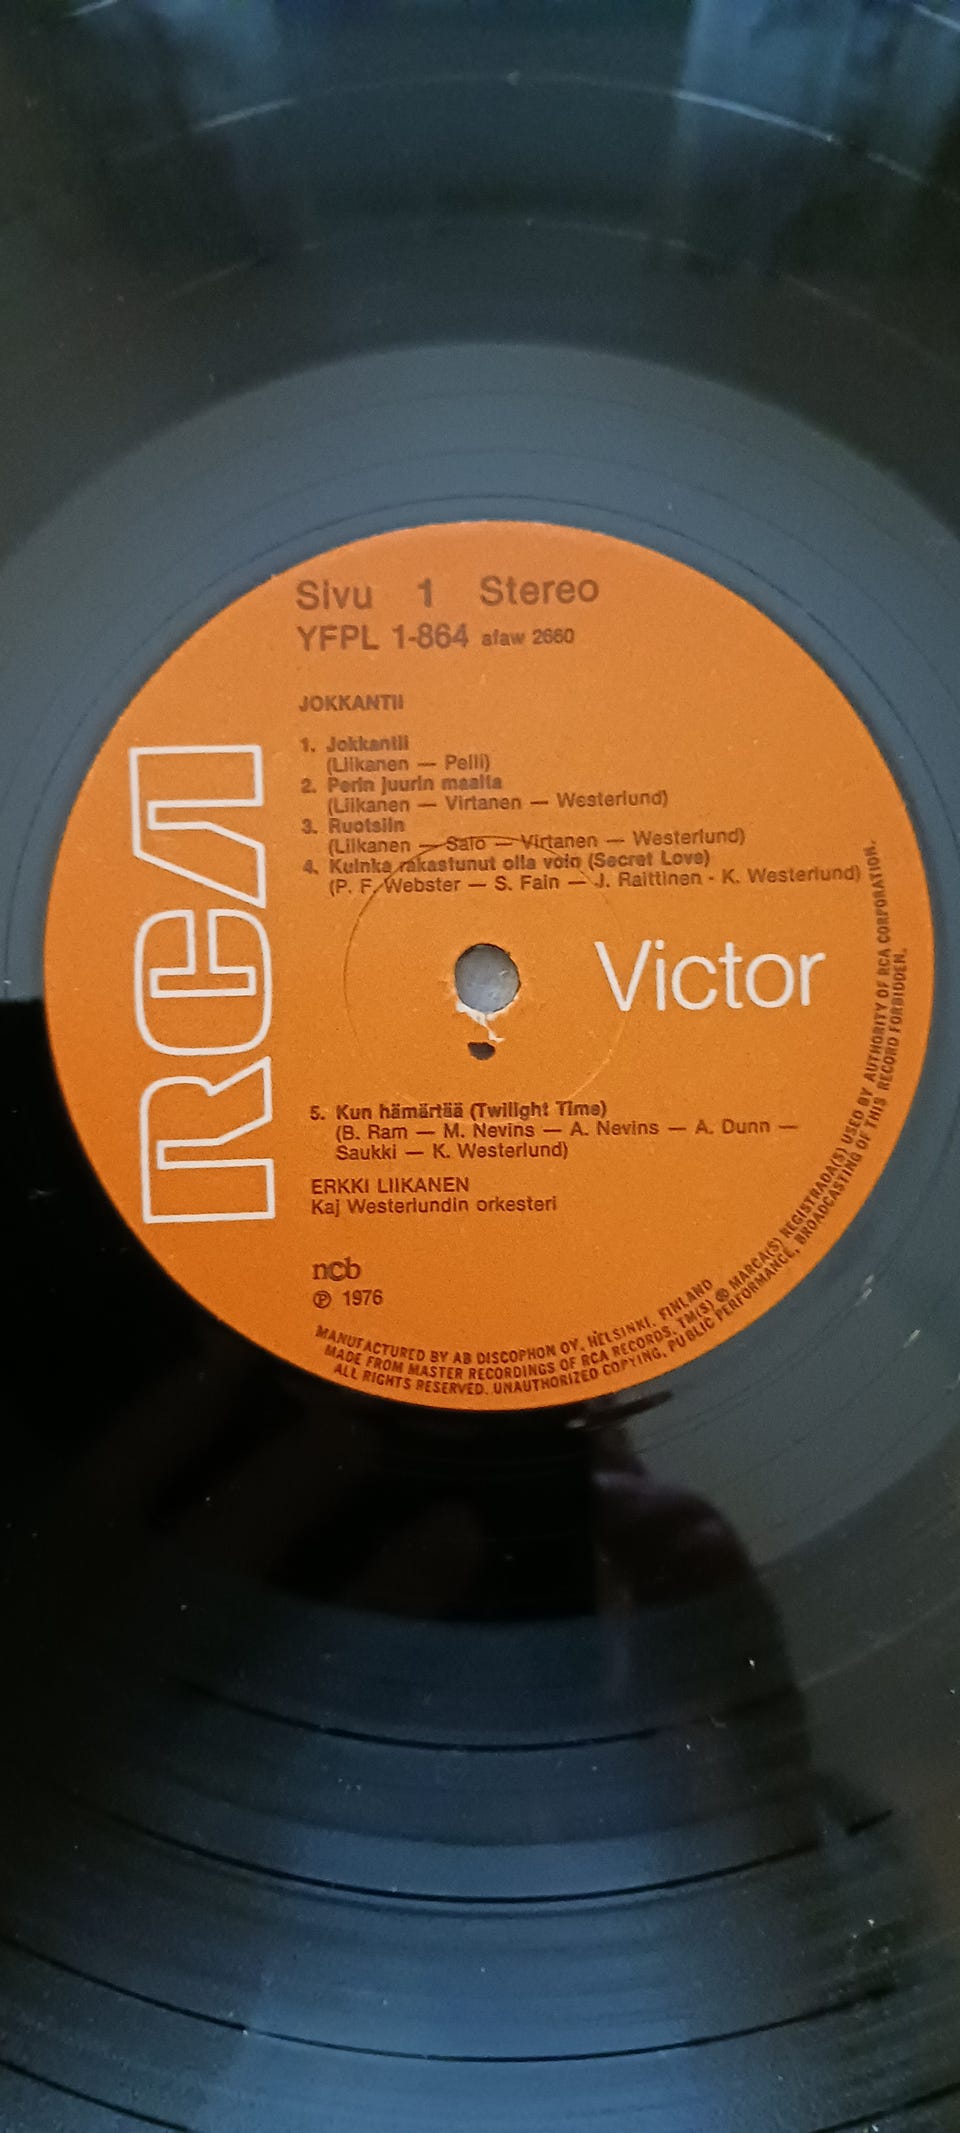 Sivu 1 Stereo
YFPL 1-864 afaw 2660
JOKKANTII
1. Jokkantii
(Liikanen — Pelli)
2. Porin juurin maalta
(Liikanen — Virtanen — Westerlund)
3. Ruotsiin
(Liikanen — Salo — Virtanen — Westerlund)
4. Kuinka rakastunut olla voin (Secret Love)
(P. F. Webster — S. Fain — J. Raittinen - K. Westerlund)
RCA
Victor
5. Kun hämärtää (Twilight Time)
(B. Ram — M. Nevins — A. Nevins — A. Dunn —
Saukki — K. Westerlund)
ERKKI LIIKANEN
Kaj Westerlundin orkesteri
ncb
℗ 1976
MANUFACTURED BY AB DISCOPHON OY, HELSINKI, FINLAND
MADE FROM MASTER RECORDINGS OF RCA RECORDS. TM(S) ® MARCA(S) REGISTRADA(S) USED BY AUTHORITY OF RCA CORPORATION.
ALL RIGHTS RESERVED. UNAUTHORIZED COPYING, PUBLIC PERFORMANCE, BROADCASTING OF THIS RECORD FORBIDDEN.